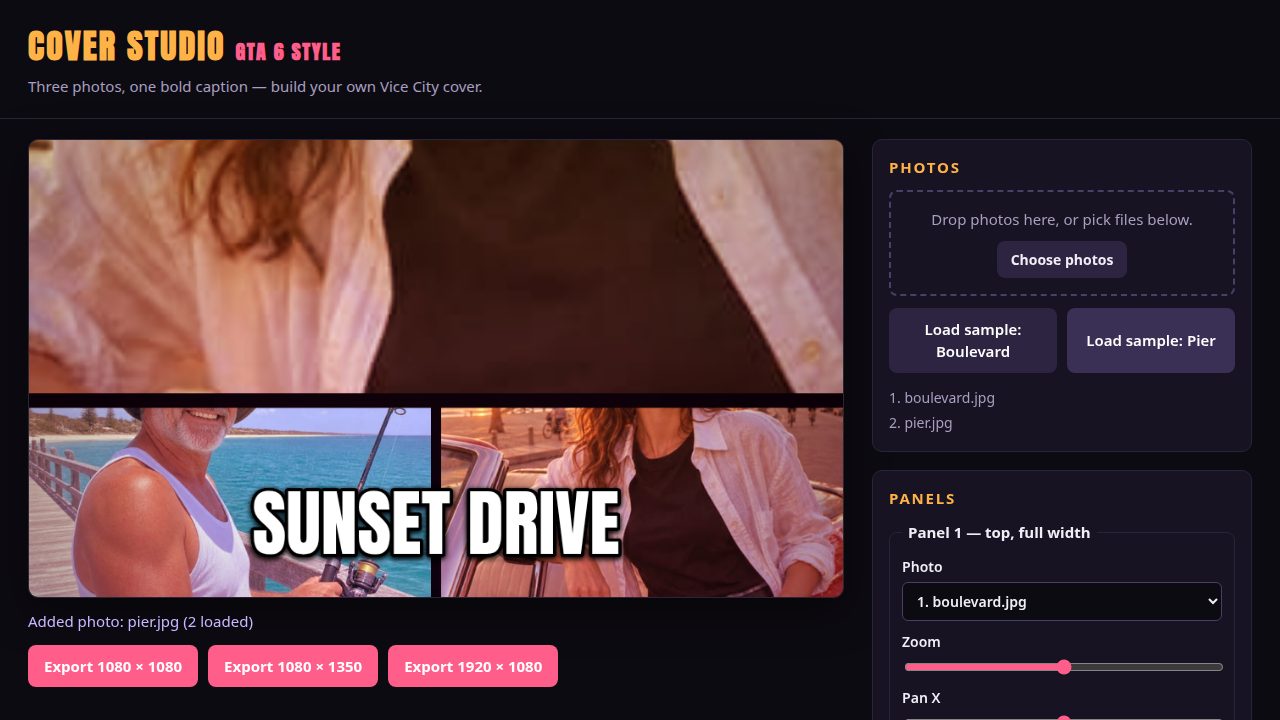 COVER STUDIO GTA 6 STYLE
Three photos, one bold caption — build your own Vice City cover.
SUNSET DRIVE
Added photo: pier.jpg (2 loaded)
Export 1080 × 1080
Export 1080 × 1350
Export 1920 × 1080
PHOTOS
Drop photos here, or pick files below.
Choose photos
Load sample:
Boulevard
Load sample: Pier
1. boulevard.jpg
2. pier.jpg
PANELS
Panel 1 — top, full width
Photo
1. boulevard.jpg
Zoom
Pan X